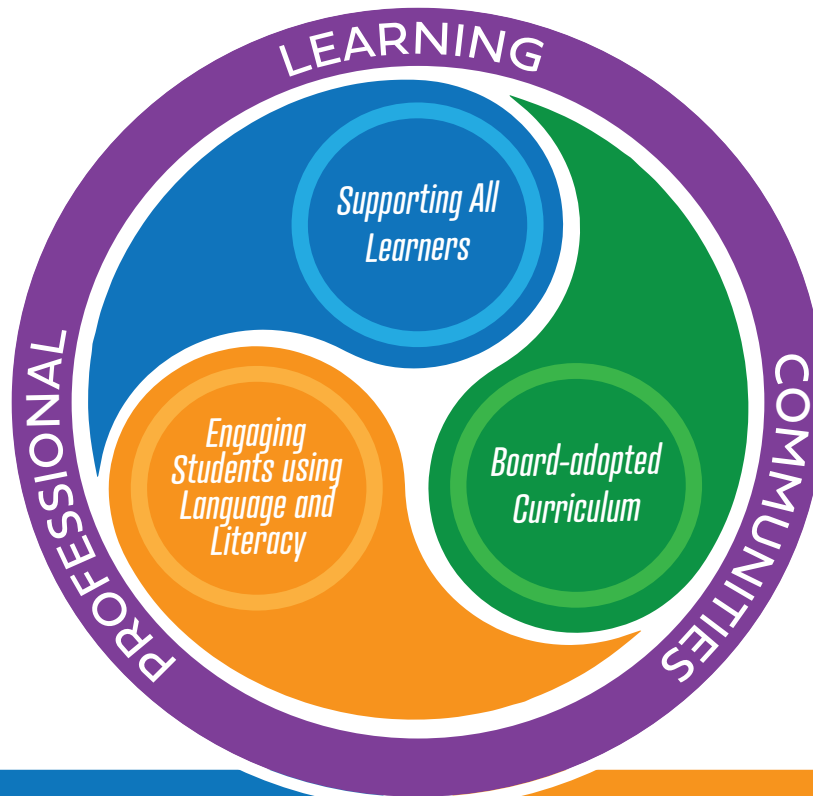 PROFESSIONAL LEARNING COMMUNITIES
Supporting All
Learners
Engaging
Students using
Language and
Literacy
Board-adopted
Curriculum